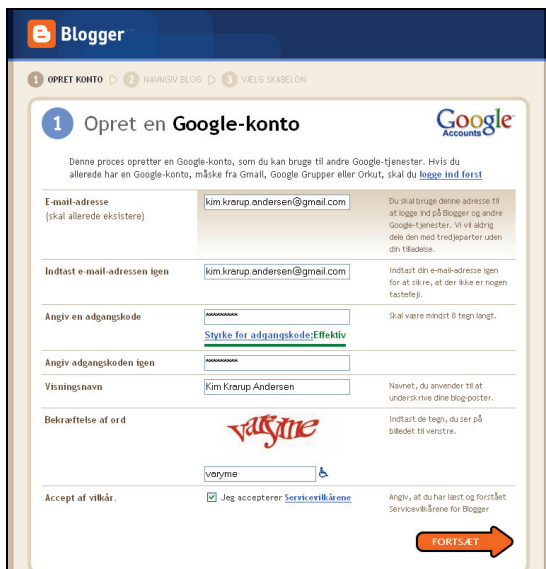 Blogger™
1 OPRET KONTO 2 NAVNGIV BLOG 3 VÆLG SKABELON
1 Opret en Google-konto
Google
Accounts
Denne proces opretter en Google-konto, som du kan bruge til andre Google-tjenester. Hvis du
allerede har en Google-konto, måske fra Gmail, Google Grupper eller Orkut, skal du logge ind først
E-mail-adresse
(skal allerede eksistere)
kim.krarup.andersen@gmail.com
Du skal bruge denne adresse til
at logge ind på Blogger og andre
Google-tjenester. Vi vil aldrig
dele den med tredjeparter uden
din tilladelse.
Indtast e-mail-adressen igen
kim.krarup.andersen@gmail.com
Indtast din e-mail-adresse igen
for at sikre, at der ikke er nogen
tastefejl.
Angiv en adgangskode
*********
Skal være mindst 8 tegn langt.
Styrke for adgangskode:Effektiv
Angiv adgangskoden igen
*********
Visningsnavn
Kim Krarup Andersen
Navnet, du anvender til at
underskrive dine blog-poster.
Bekræftelse af ord
varyme
Indtast de tegn, du ser på
billedet til venstre.
varyme
Accept af vilkår.
Jeg accepterer Servicevilkårene
Angiv, at du har læst og forstået
Servicevilkårene for Blogger
FORTSÆT